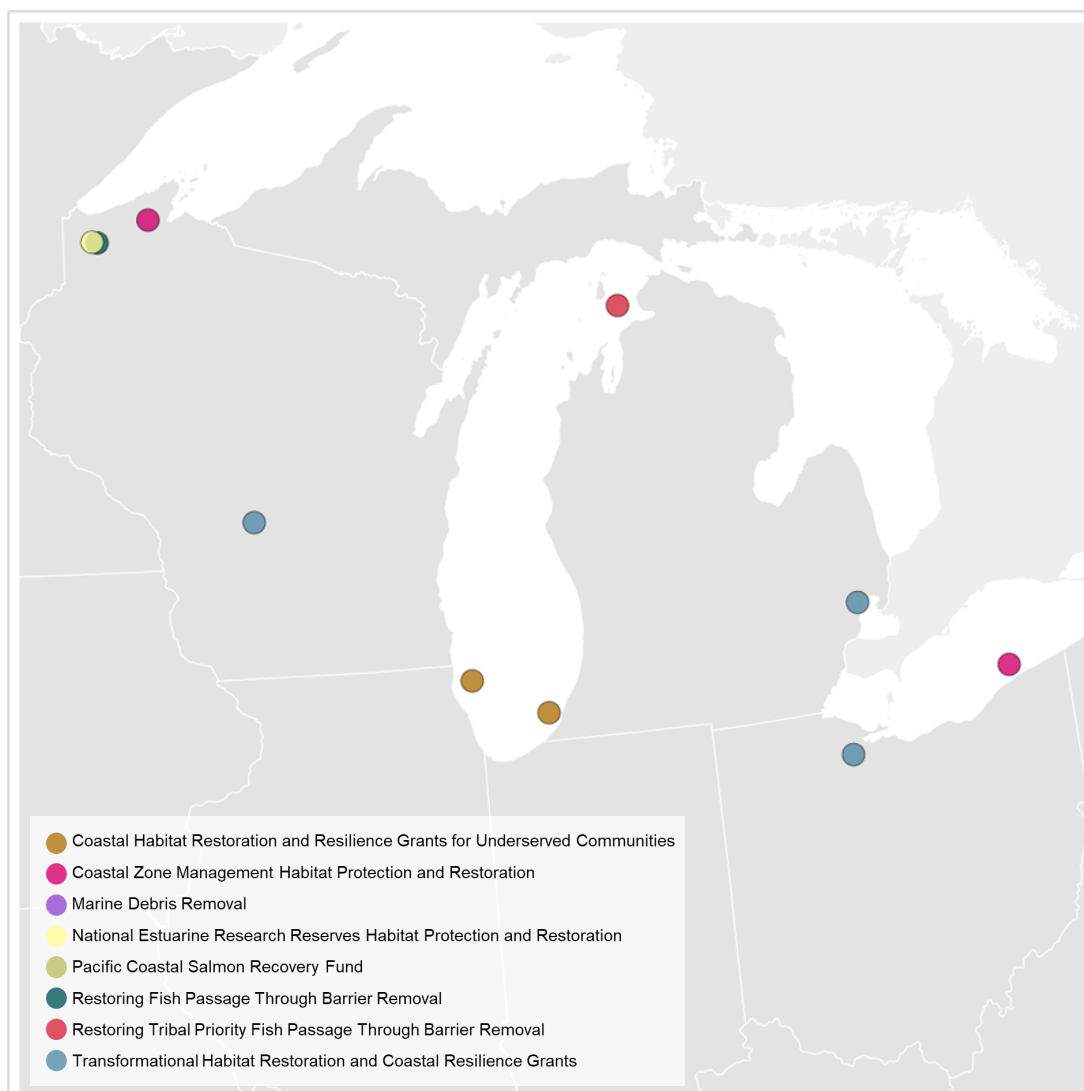 Coastal Habitat Restoration and Resilience Grants for Underserved Communities
Coastal Zone Management Habitat Protection and Restoration
Marine Debris Removal
National Estuarine Research Reserves Habitat Protection and Restoration
Pacific Coastal Salmon Recovery Fund
Restoring Fish Passage Through Barrier Removal
Restoring Tribal Priority Fish Passage Through Barrier Removal
Transformational Habitat Restoration and Coastal Resilience Grants